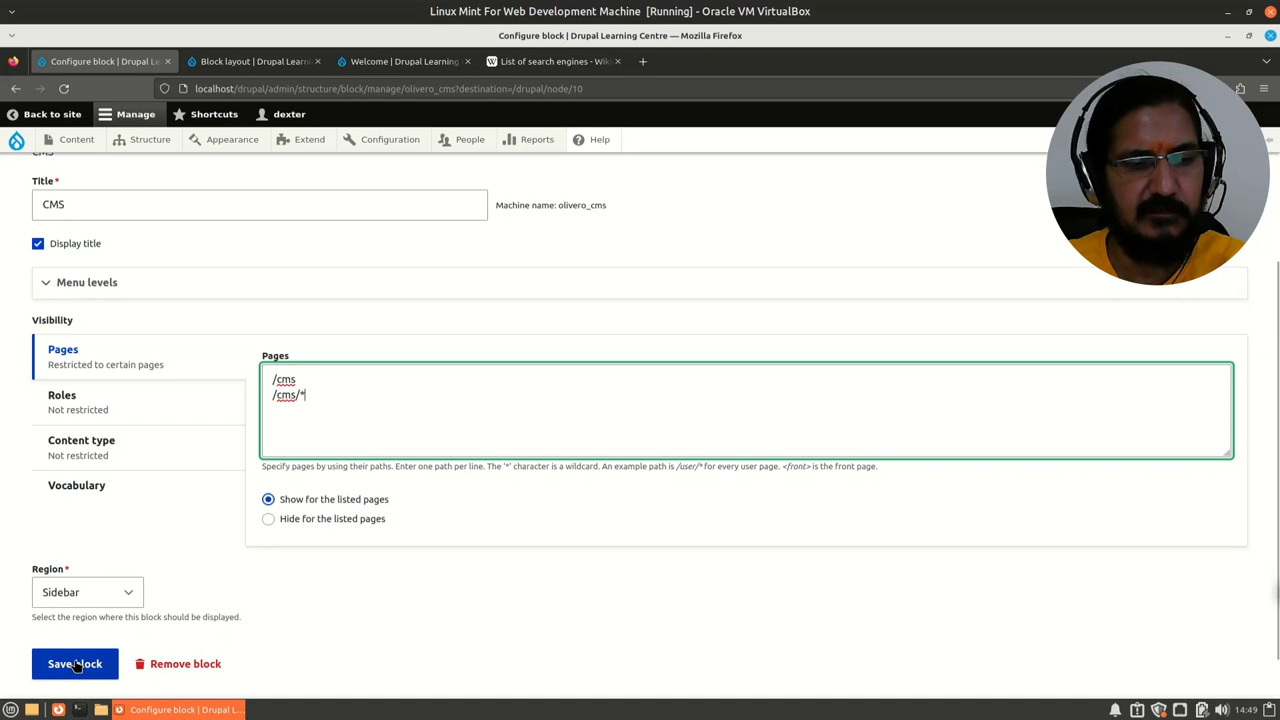 Linux Mint For Web Development Machine [Running] - Oracle VM VirtualBox
Configure block | Drupal Learning Centre — Mozilla Firefox
Configure block | Drupal Le
Block layout | Drupal Learni
Welcome | Drupal Learning
W List of search engines - Wiki
localhost/drupal/admin/structure/block/manage/olivero_cms?destination=/drupal/node/10
Back to site
Manage
Shortcuts
dexter
Content
Structure
Appearance
Extend
Configuration
People
Reports
Help
CMS
Title*
CMS
Machine name: olivero_cms
Display title
Menu levels
Visibility
Pages
Restricted to certain pages
Roles
Not restricted
Content type
Not restricted
Vocabulary
Pages
/cms
/cms/*
Specify pages by using their paths. Enter one path per line. The '*' character is a wildcard. An example path is /user/* for every user page. <front> is the front page.
Show for the listed pages
Hide for the listed pages
Region*
Sidebar
Select the region where this block should be displayed.
Save block
Remove block
Configure block | Drupal L...
14:49